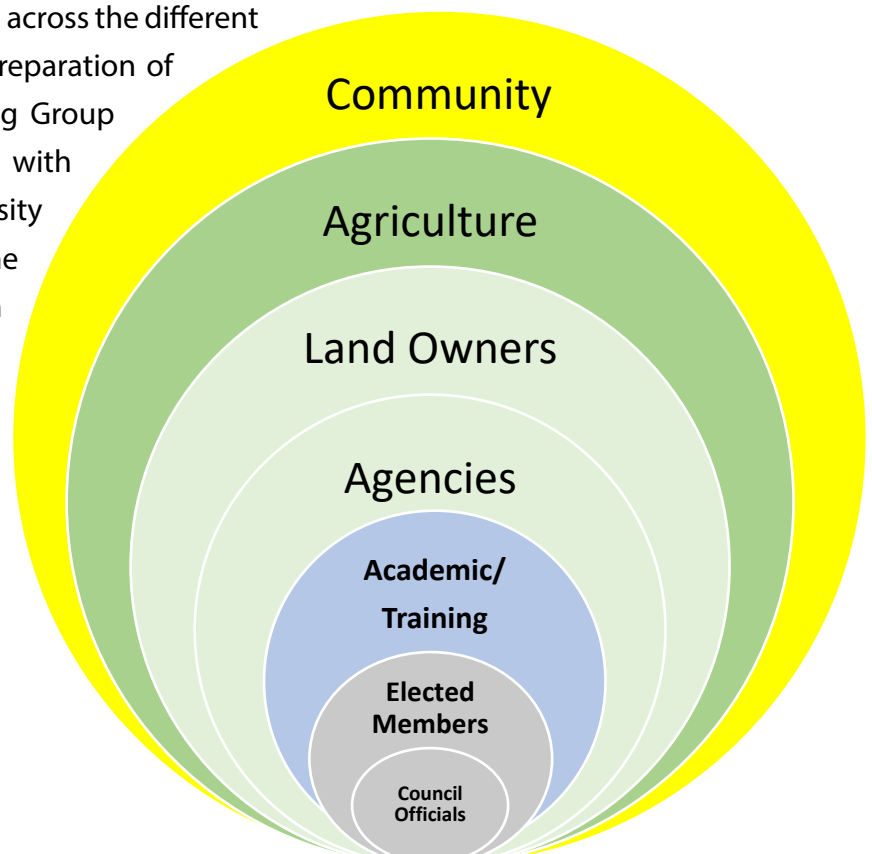 across the different
reparation of
g Group
with
sity
ne
Community
Agriculture
Land Owners
Agencies
Academic/
Training
Elected
Members
Council
Officials